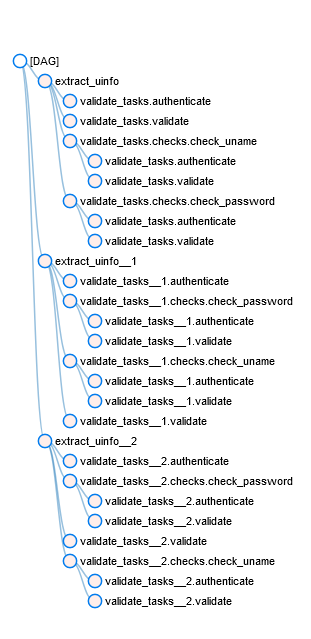 [DAG]
extract_uinfo
validate_tasks.authenticate
validate_tasks.validate
validate_tasks.checks.check_uname
validate_tasks.authenticate
validate_tasks.validate
validate_tasks.checks.check_password
validate_tasks.authenticate
validate_tasks.validate
extract_uinfo__1
validate_tasks__1.authenticate
validate_tasks__1.checks.check_password
validate_tasks__1.authenticate
validate_tasks__1.validate
validate_tasks__1.checks.check_uname
validate_tasks__1.authenticate
validate_tasks__1.validate
validate_tasks__1.validate
extract_uinfo__2
validate_tasks__2.authenticate
validate_tasks__2.checks.check_password
validate_tasks__2.authenticate
validate_tasks__2.validate
validate_tasks__2.validate
validate_tasks__2.checks.check_uname
validate_tasks__2.authenticate
validate_tasks__2.validate